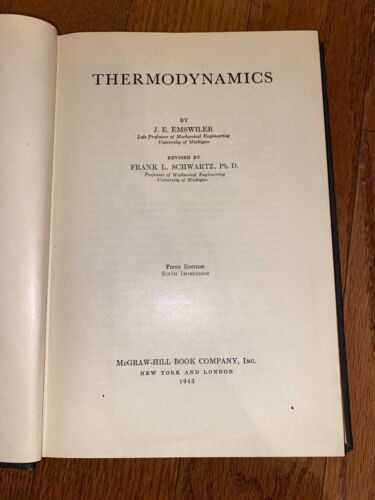 THERMODYNAMICS
BY
J. E. EMSWILER
Late Professor of Mechanical Engineering
University of Michigan
REVISED BY
FRANK L. SCHWARTZ, PH. D.
Professor of Mechanical Engineering
University of Michigan
FIFTH EDITION
SIXTH IMPRESSION
McGRAW-HILL BOOK COMPANY, INC.
NEW YORK AND LONDON
1943